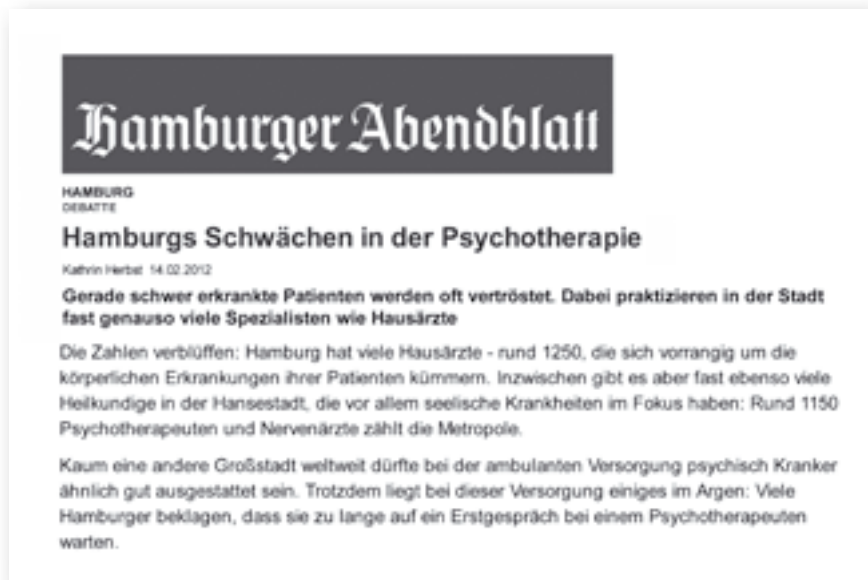 Hamburger Abendblatt
HAMBURG
DEBATTE
Hamburgs Schwächen in der Psychotherapie
Kathrin Herbst 14.02.2012
Gerade schwer erkrankte Patienten werden oft vertröstet. Dabei praktizieren in der Stadt
fast genauso viele Spezialisten wie Hausärzte
Die Zahlen verblüffen: Hamburg hat viele Hausärzte - rund 1250, die sich vorrangig um die
körperlichen Erkrankungen ihrer Patienten kümmern. Inzwischen gibt es aber fast ebenso viele
Heilkundige in der Hansestadt, die vor allem seelische Krankheiten im Fokus haben: Rund 1150
Psychotherapeuten und Nervenärzte zählt die Metropole.
Kaum eine andere Großstadt weltweit dürfte bei der ambulanten Versorgung psychisch Kranker
ähnlich gut ausgestattet sein. Trotzdem liegt bei dieser Versorgung einiges im Argen: Viele
Hamburger beklagen, dass sie zu lange auf ein Erstgespräch bei einem Psychotherapeuten
warten.